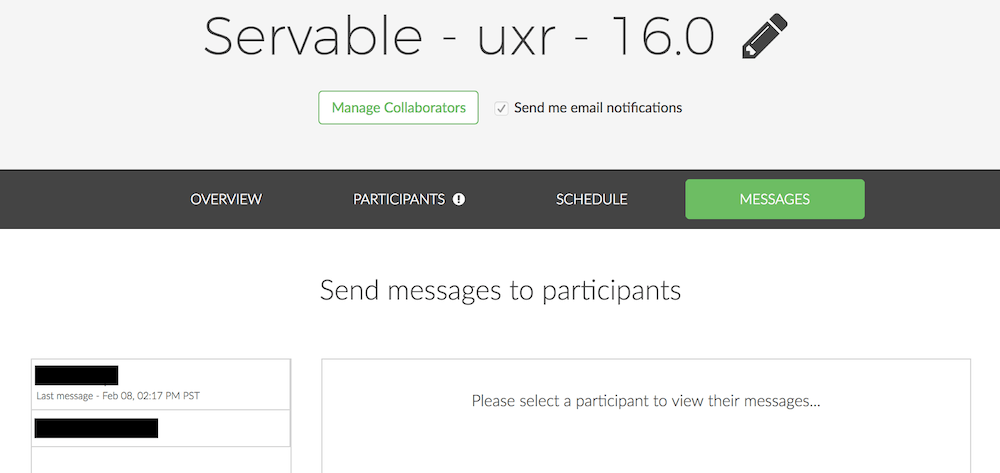 Servable - uxr - 16.0
Manage Collaborators
Send me email notifications
OVERVIEW
PARTICIPANTS
SCHEDULE
MESSAGES
Send messages to participants
Last message - Feb 08, 02:17 PM PST
Please select a participant to view their messages...